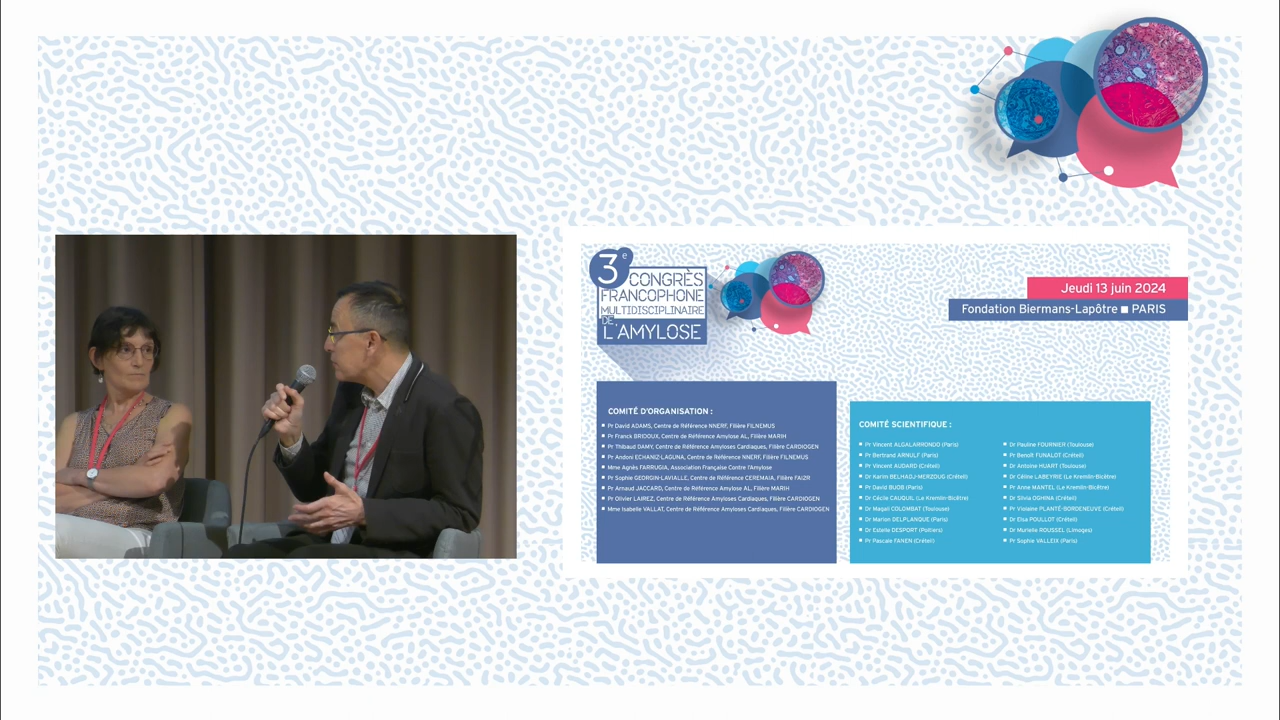 3e
CONGRÈS
FRANCOPHONE
MULTIDISCIPLINAIRE
DE
L'AMYLOSE
Jeudi 13 juin 2024
Fondation Biermans-Lapôtre ■ PARIS
COMITÉ D'ORGANISATION :
Pr David ADAMS, Centre de Référence NNERF, Filière FILNEMUS
Pr Franck BRIDOUX, Centre de Référence Amylose AL, Filière MARIH
Pr Thibaud DAMY, Centre de Référence Amyloses Cardiaques, Filière CARDIOGEN
Pr Andoni ECHANIZ-LAGUNA, Centre de Référence NNERF, Filière FILNEMUS
Mme Agnès FARRUGIA, Association Française Contre l'Amylose
Pr Sophie GEORGIN-LAVIALLE, Centre de Référence CEREMAIA, Filière FAI2R
Pr Arnaud JACCARD, Centre de Référence Amylose AL, Filière MARIH
Pr Olivier LAIREZ, Centre de Référence Amyloses Cardiaques, Filière CARDIOGEN
Mme Isabelle VALLAT, Centre de Référence Amyloses Cardiaques, Filière CARDIOGEN
COMITÉ SCIENTIFIQUE :
Pr Vincent ALGALARRONDO (Paris)
Pr Bertrand ARNULF (Paris)
Pr Vincent AUDARD (Créteil)
Dr Karim BELHADJ-MERZOUG (Créteil)
Pr David BUOB (Paris)
Dr Cécile CAUQUIL (Le Kremlin-Bicêtre)
Dr Magali COLOMBAT (Toulouse)
Dr Marion DELPLANQUE (Paris)
Dr Estelle DESPORT (Poitiers)
Pr Pascale FANEN (Créteil)
Dr Pauline FOURNIER (Toulouse)
Pr Benoît FUNALOT (Créteil)
Dr Antoine HUART (Toulouse)
Dr Céline LABEYRIE (Le Kremlin-Bicêtre)
Pr Anne MANTEL (Le Kremlin-Bicêtre)
Dr Silvia OGHINA (Créteil)
Pr Violaine PLANTÉ-BORDENEUVE (Créteil)
Dr Elsa POULLOT (Créteil)
Dr Murielle ROUSSEL (Limoges)
Pr Sophie VALLEIX (Paris)